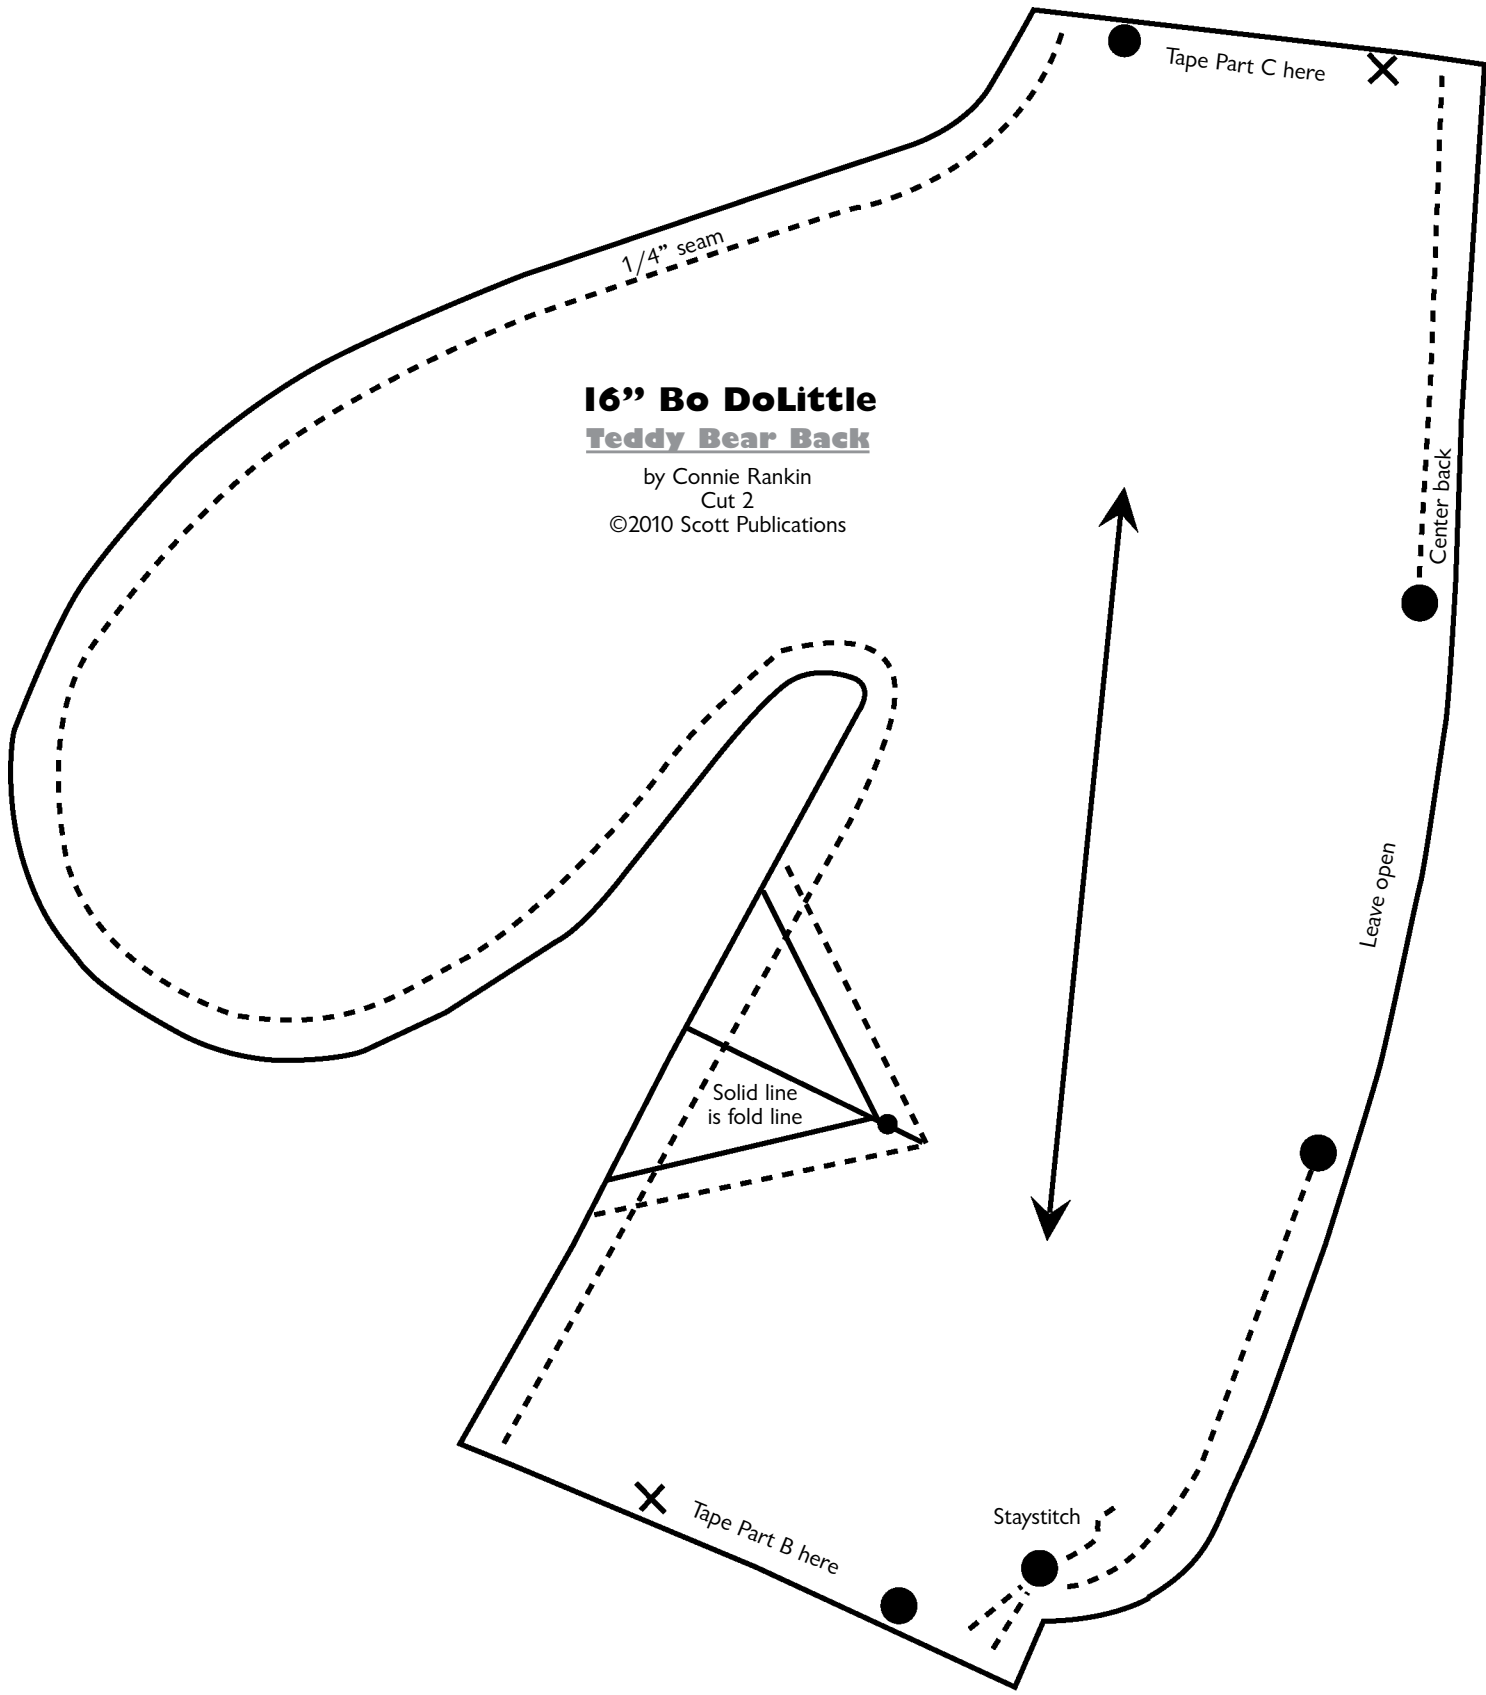 Tape Part C here
1/4” seam
16” Bo DoLittle
Teddy Bear Back
by Connie Rankin
Cut 2
©2010 Scott Publications
Center back
Leave open
Solid line
is fold line
Tape Part B here
Staystitch